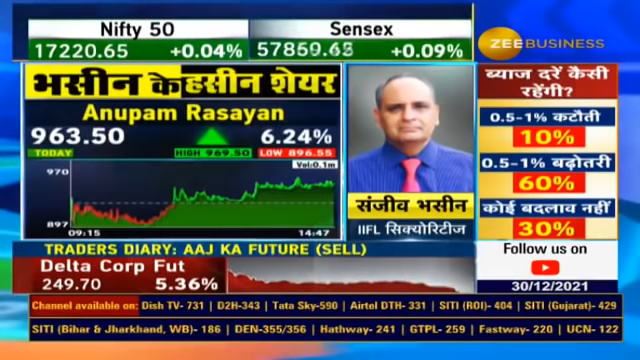 Nifty 50
17220.65 +0.04%
Sensex
+0.09%
ZEE BUSINESS
भसीन के हसीन शेयर
Anupam Rasayan
963.50 6.24%
TODAY HIGH 969.50 LOW 896.55
Vol:0.1m
970
897
09:15 14:47
संजीव भसीन
IIFL सिक्योरिटीज
ब्याज दरें कैसी
रहेंगी?
0.5-1% कटौती
10%
0.5-1% बढ़ोतरी
60%
कोई बदलाव नहीं
30%
TRADERS DIARY: AAJ KA FUTURE (SELL)
Delta Corp Fut
249.70 5.36%
Follow us on
30/12/2021
Channel available on: Dish TV- 731 | D2H-343 | Tata Sky-590 | Airtel DTH- 331 | SITI (ROI)- 404 | SITI (Gujarat)- 429
SITI (Bihar & Jharkhand, WB)- 186 | DEN-355/356 | Hathway- 241 | GTPL- 259 | Fastway- 220 | UCN- 122